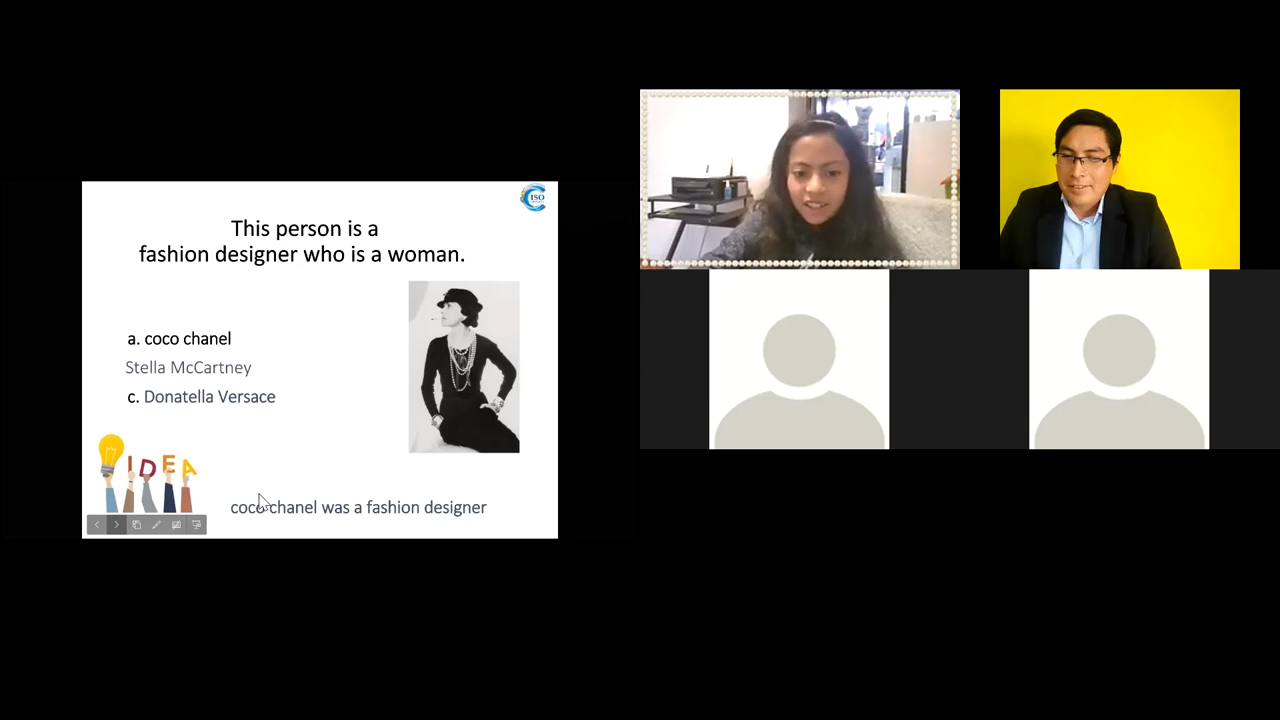 ISO
This person is a
fashion designer who is a woman.
a. coco chanel
Stella McCartney
c. Donatella Versace
IDEA
coco chanel was a fashion designer